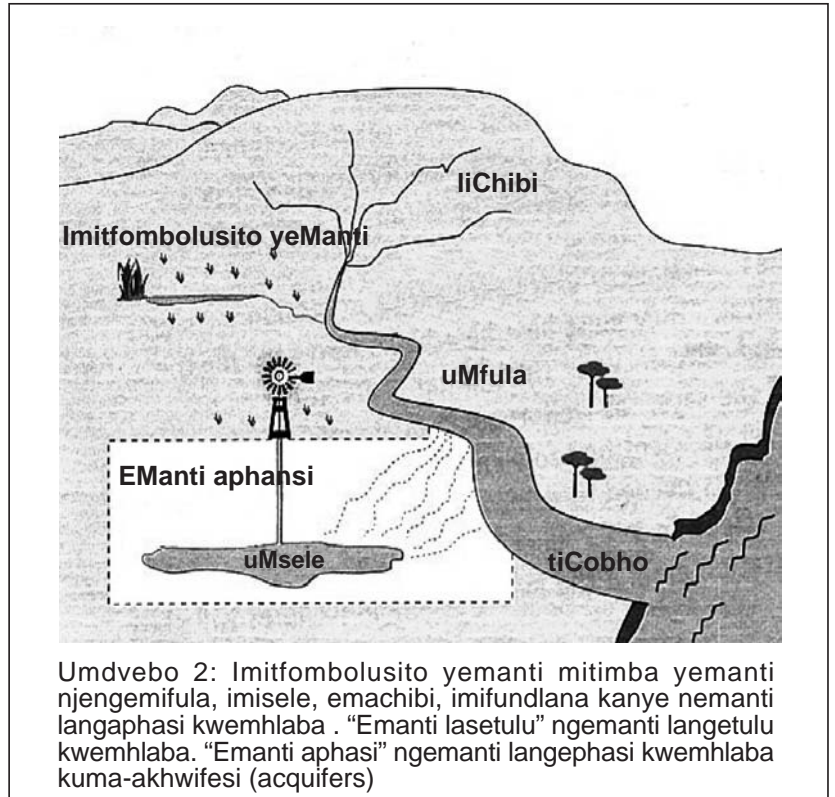 liChibi
Imitfombolusito yeManti
uMfula
EManti aphansi
uMsele
tiCobho
Umdvebo 2: Imitfombolusito yemanti mitimba yemanti
njengemifula, imisele, emachibi, imifundlana kanye nemanti
langaphasi kwemhlaba . “Emanti lasetulu” ngemanti langetulu
kwemhlaba. “Emanti aphasi” ngemanti langephasi kwemhlaba
kuma-akhwifesi (acquifers)